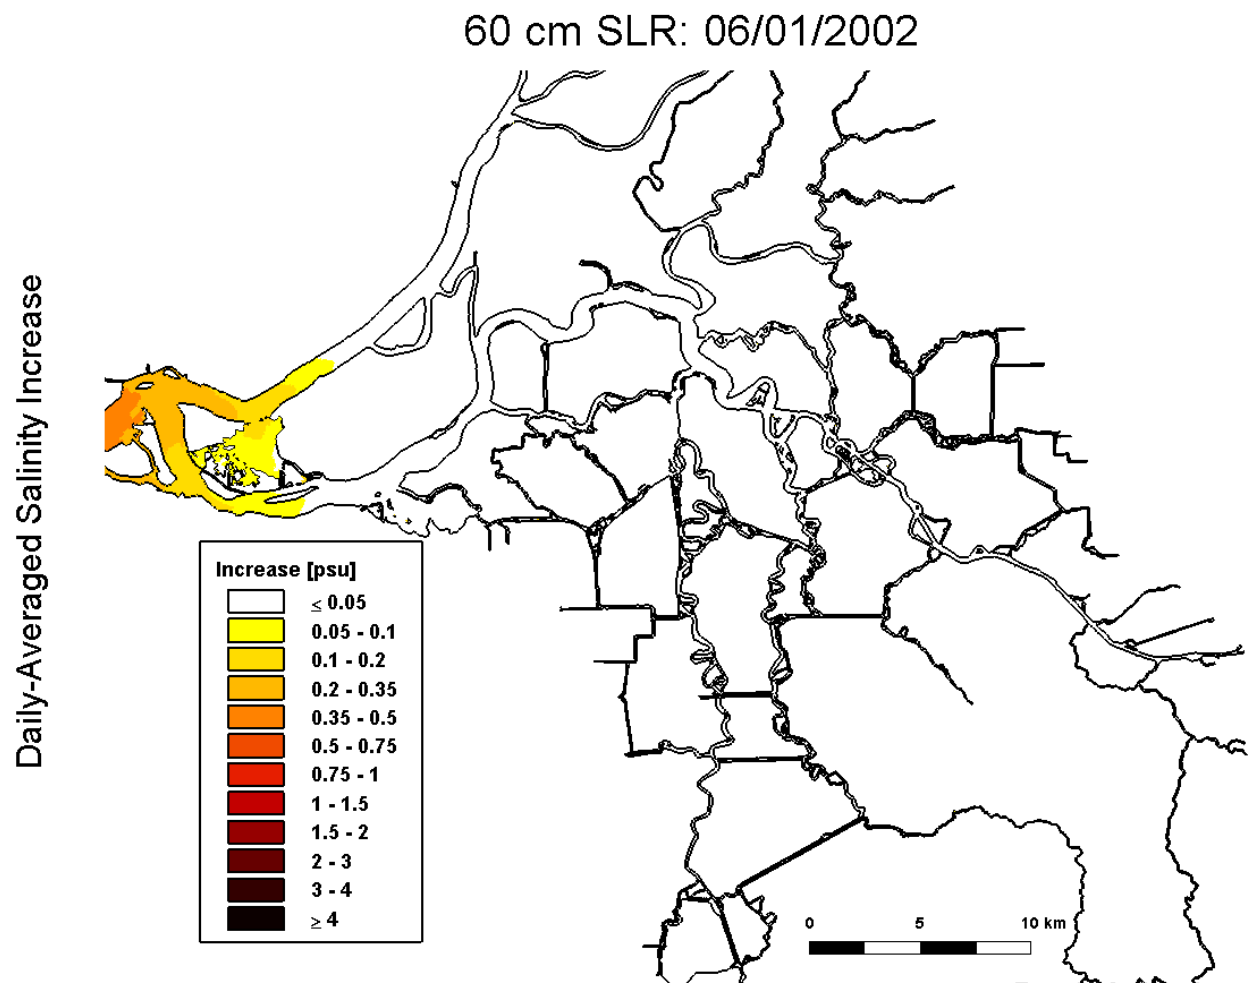 60 cm SLR: 06/01/2002
Daily-Averaged Salinity Increase
Increase [psu]
≤ 0.05
0.05 - 0.1
0.1 - 0.2
0.2 - 0.35
0.35 - 0.5
0.5 - 0.75
0.75 - 1
1 - 1.5
1.5 - 2
2 - 3
3 - 4
≥ 4
0 5 10 km